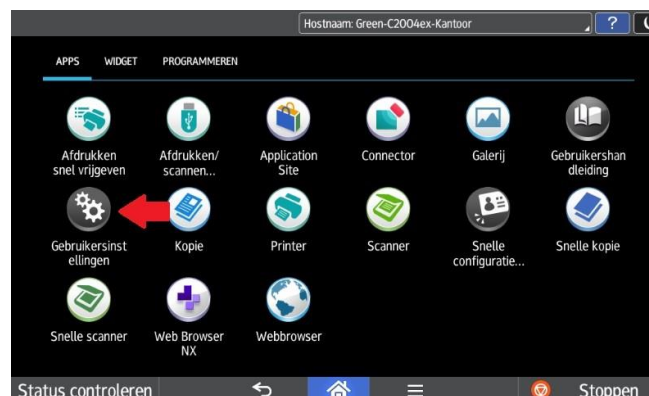 Hostnaam: Green-C2004ex-Kantoor
?
APPS WIDGET PROGRAMMEREN
Afdrukken
snel vrijgeven
Afdrukken/
scannen...
Application
Site
Connector
Galerij
Gebruikershan
dleiding
Gebruikersinst
ellingen
Kopie
Printer
Scanner
Snelle
configuratie...
Snelle kopie
Snelle scanner
Web Browser
NX
Webbrowser
Status controleren
Stoppen